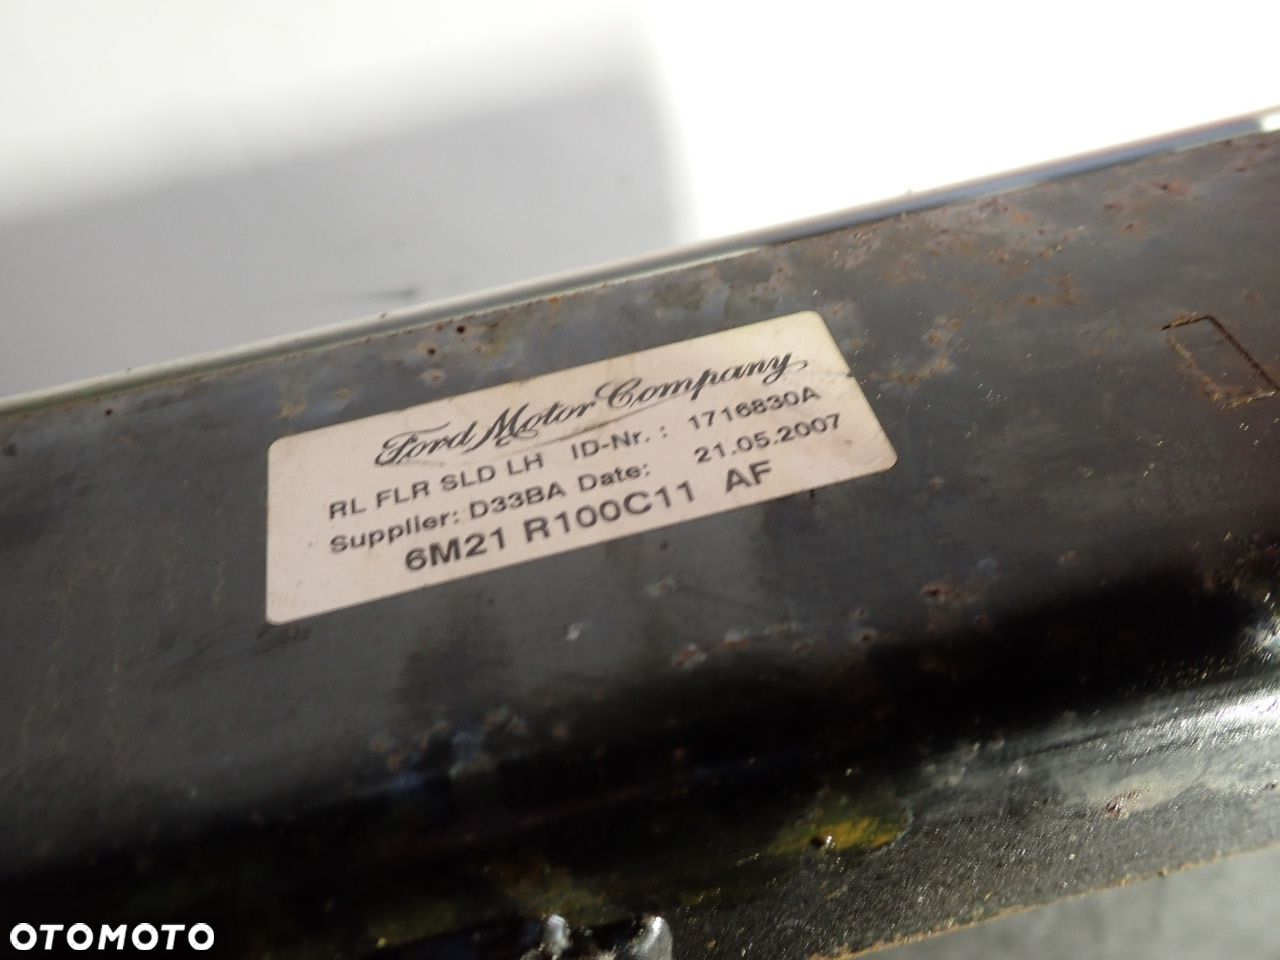 Ford Motor Company
RL FLR SLD LH ID-Nr.: 1716830A
Supplier: D33BA Date: 21.05.2007
6M21 R100C11 AF
OTOMOTO